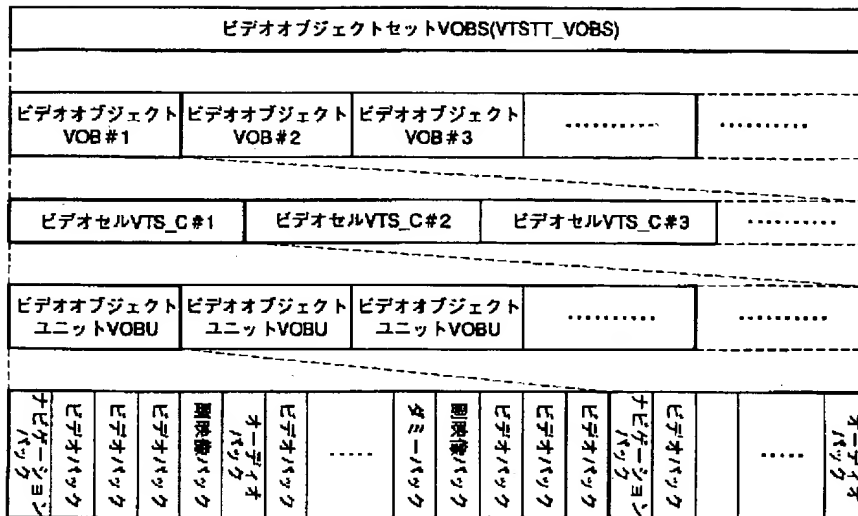 ビデオオブジェクトセットVOBS(VTSTT_VOBS)
ビデオオブジェクト
VOB#1
ビデオオブジェクト
VOB#2
ビデオオブジェクト
VOB#3
............
..........
ビデオセルVTS_C#1
ビデオセルVTS_C#2
ビデオセルVTS_C#3
..........
ビデオオブジェクト
ユニットVOBU
ビデオオブジェクト
ユニットVOBU
ビデオオブジェクト
ユニットVOBU
..........
..........
ナビゲーション
パック
ビデオパック
ビデオパック
ビデオパック
副映像パック
オーディオ
パック
ビデオパック
.....
ダミーパック
副映像パック
ビデオパック
ビデオパック
ビデオパック
ナビゲーション
パック
ビデオパック
.....
オーディオ
パック